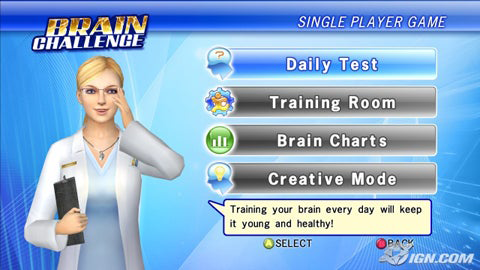 BRAIN
CHALLENGE
SINGLE PLAYER GAME
Daily Test
Training Room
Brain Charts
Creative Mode
Training your brain every day will keep
it young and healthy!
A SELECT
BACK
IGN.COM